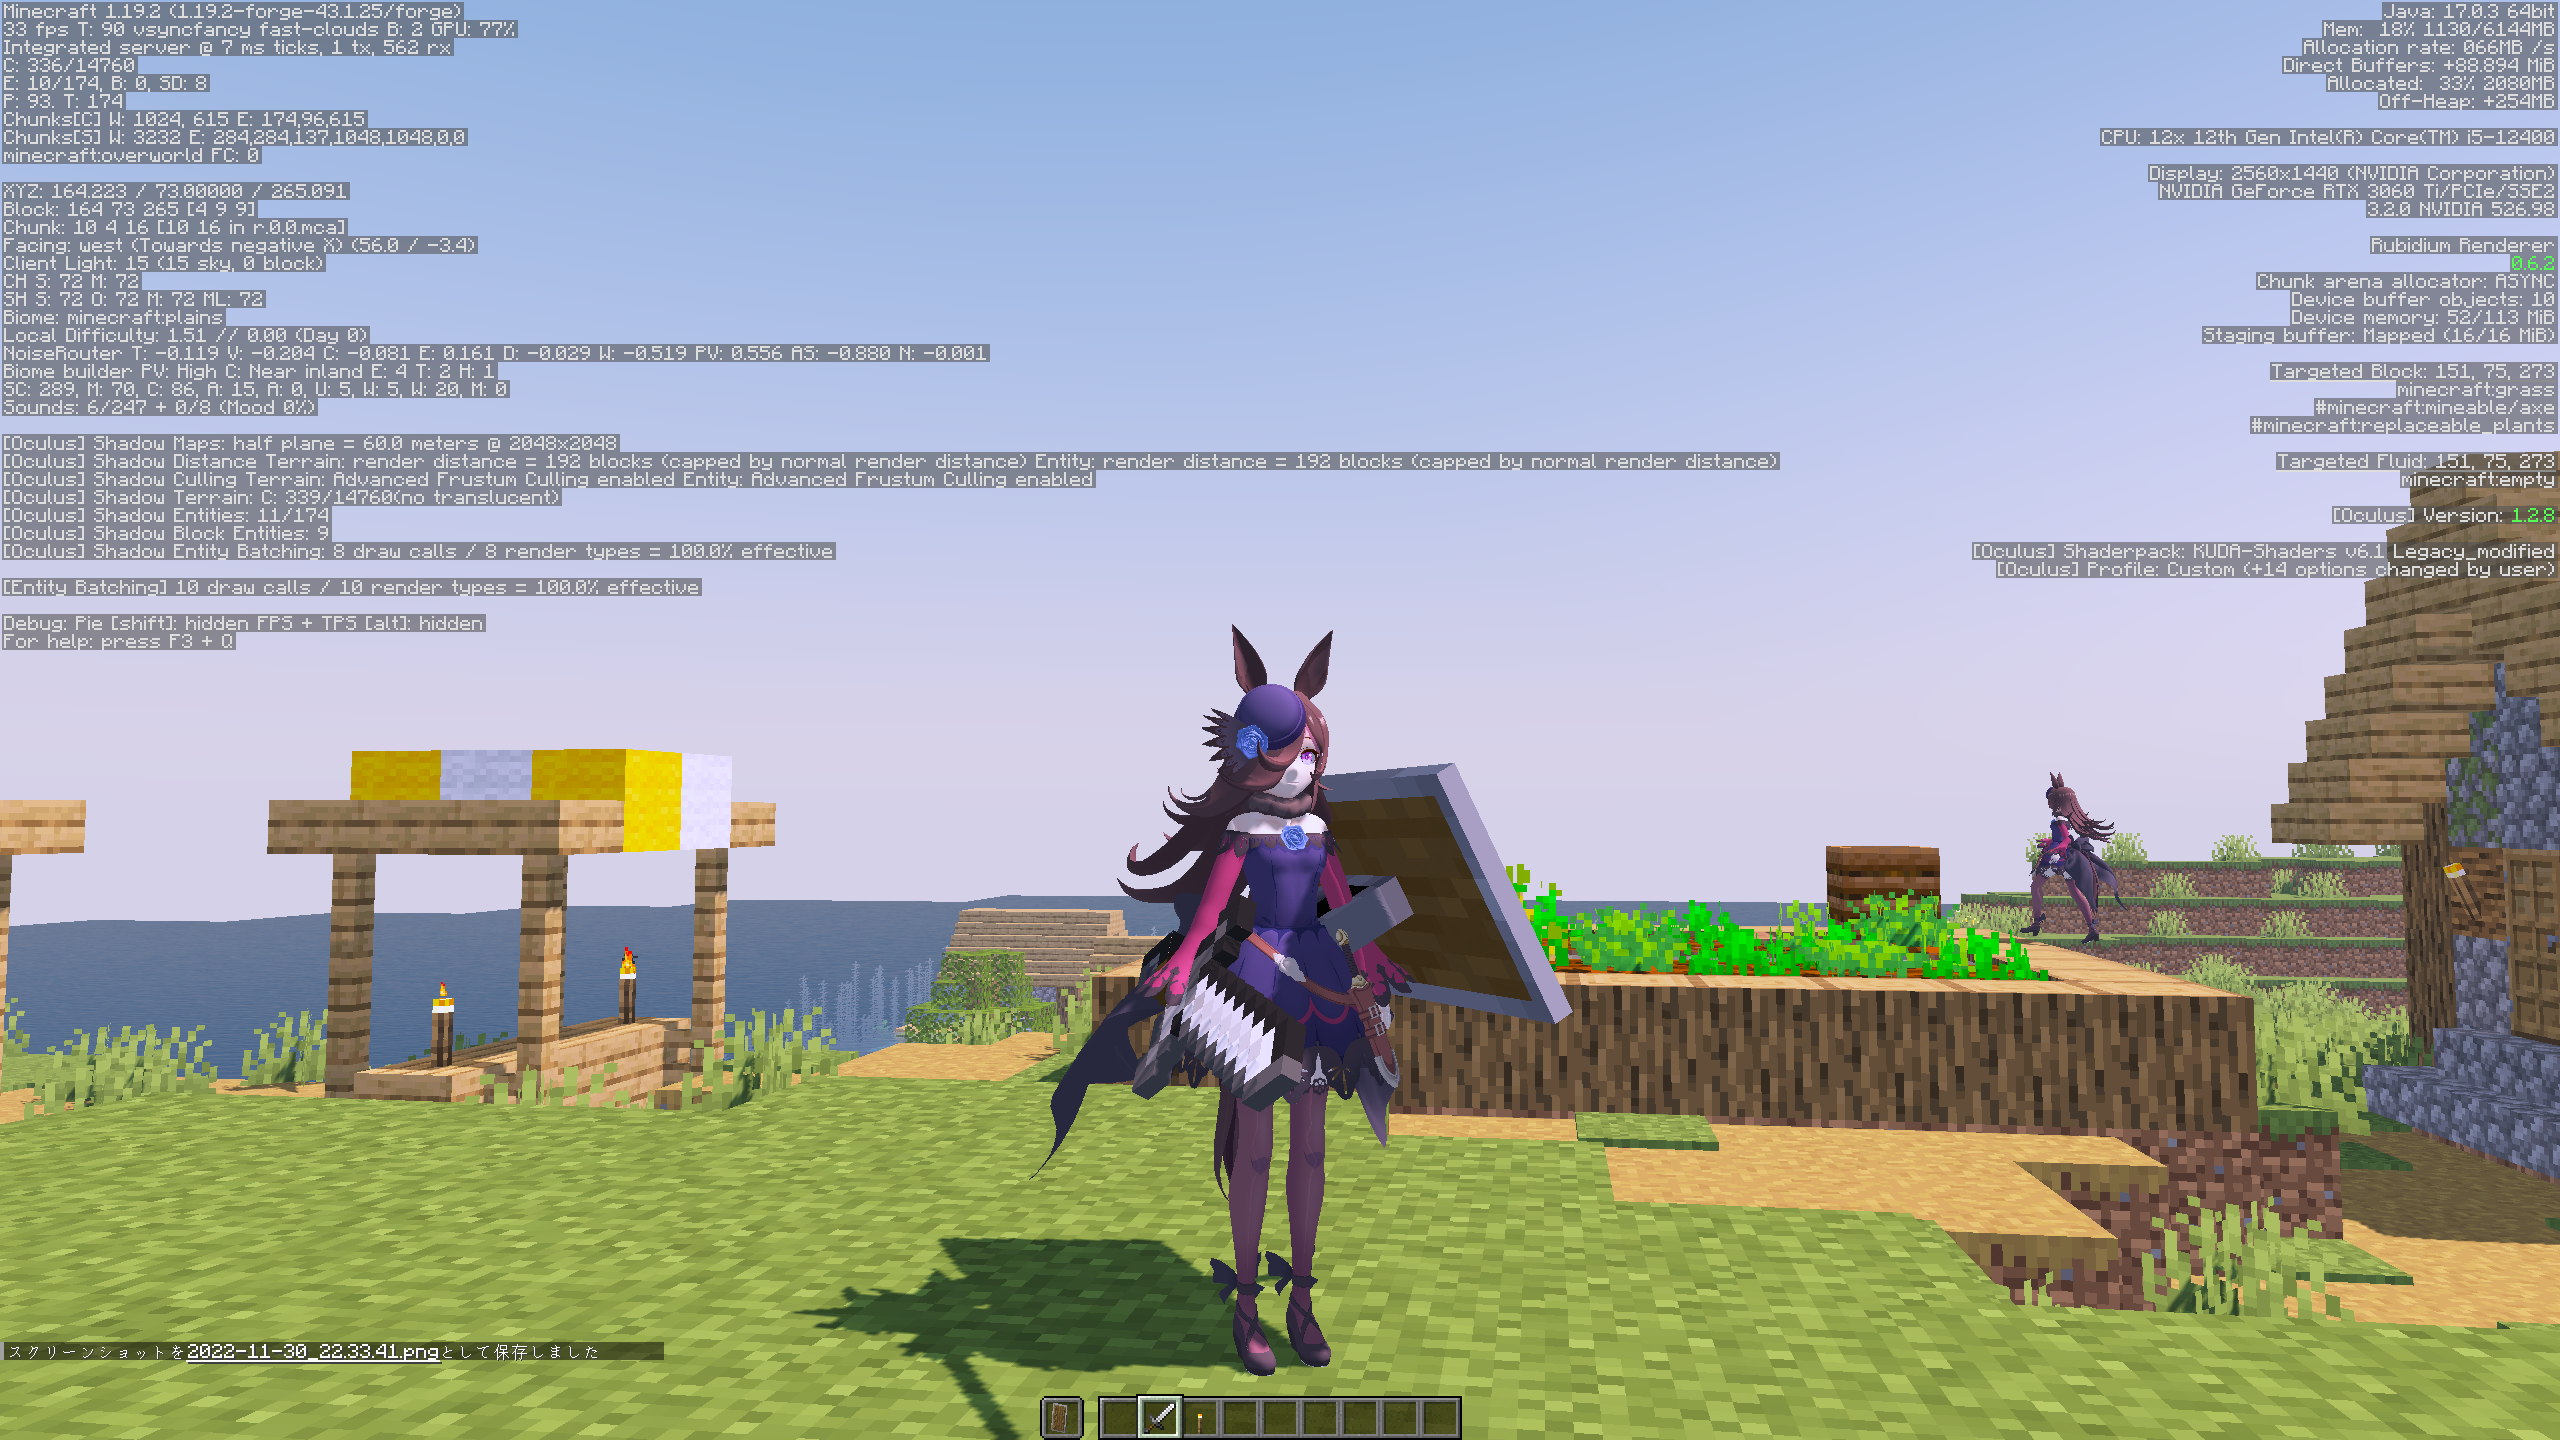 Minecraft 1.19.2 (1.19.2-forge-43.1.25/forge)
33 fps T: 90 vsyncfancy fast-clouds B: 2 GPU: 77%
Integrated server @ 7 ms ticks, 1 tx, 562 rx
C: 336/14760
E: 10/174, B: 0, SD: 8
P: 93. T: 174
Chunks[C] W: 1024, 615 E: 174,96,615
Chunks[S] W: 3232 E: 284,284,137,1048,1048,0,0
minecraft:overworld FC: 0
XYZ: 164.223 / 73.00000 / 265.091
Block: 164 73 265 [4 9 9]
Chunk: 10 4 16 [10 16 in r.0.0.mca]
Facing: west (Towards negative X) (56.0 / -3.4)
Client Light: 15 (15 sky, 0 block)
CH S: 72 M: 72
SH S: 72 O: 72 M: 72 ML: 72
Biome: minecraft:plains
Local Difficulty: 1.51 // 0.00 (Day 0)
NoiseRouter T: -0.119 V: -0.204 C: -0.081 E: 0.161 D: -0.029 W: -0.519 PV: 0.556 AS: -0.880 N: -0.001
Biome builder PV: High C: Near inland E: 4 T: 2 H: 1
SC: 289, M: 70, C: 86, A: 15, A: 0, U: 5, W: 5, W: 20, M: 0
Sounds: 6/247 + 0/8 (Mood 0%)
[Oculus] Shadow Maps: half plane = 60.0 meters @ 2048x2048
[Oculus] Shadow Distance Terrain: render distance = 192 blocks (capped by normal render distance) Entity: render distance = 192 blocks (capped by normal render distance)
[Oculus] Shadow Culling Terrain: Advanced Frustum Culling enabled Entity: Advanced Frustum Culling enabled
[Oculus] Shadow Terrain: C: 339/14760(no translucent)
[Oculus] Shadow Entities: 11/174
[Oculus] Shadow Block Entities: 9
[Oculus] Shadow Entity Batching: 8 draw calls / 8 render types = 100.0% effective
[Entity Batching] 10 draw calls / 10 render types = 100.0% effective
Debug: Pie [shift]: hidden FPS + TPS [alt]: hidden
For help: press F3 + Q
Java: 17.0.3 64bit
Mem: 18% 1130/6144MB
Allocation rate: 066MB /s
Direct Buffers: +88.894 MiB
Allocated: 33% 2080MB
Off-Heap: +254MB
CPU: 12x 12th Gen Intel(R) Core(TM) i5-12400
Display: 2560x1440 (NVIDIA Corporation)
NVIDIA GeForce RTX 3060 Ti/PCIe/SSE2
3.2.0 NVIDIA 526.98
Rubidium Renderer
0.6.2
Chunk arena allocator: ASYNC
Device buffer objects: 10
Device memory: 52/113 MiB
Staging buffer: Mapped (16/16 MiB)
Targeted Block: 151, 75, 273
minecraft:grass
#minecraft:mineable/axe
#minecraft:replaceable_plants
Targeted Fluid: 151, 75, 273
minecraft:empty
[Oculus] Version: 1.2.8
[Oculus] Shaderpack: KUDA-Shaders v6.1 Legacy_modified
[Oculus] Profile: Custom (+14 options changed by user)
スクリーンショットを2022-11-30_22.33.41.pngとして保存しました